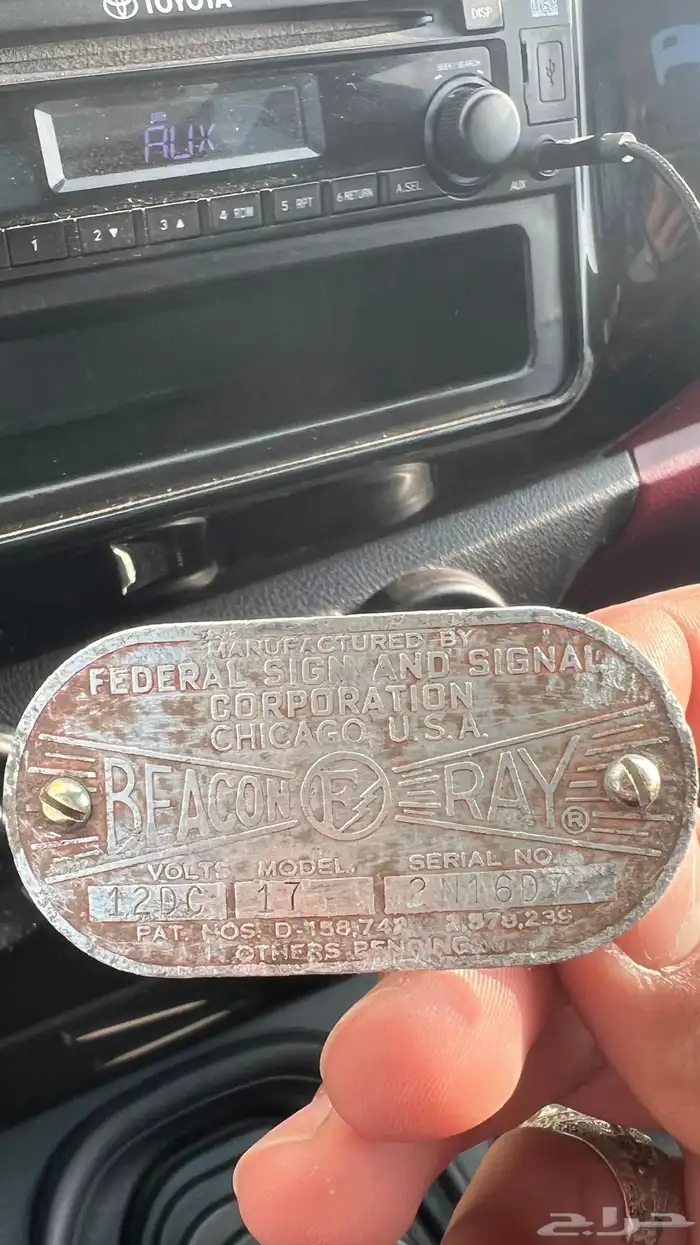 TOYOTA
DISP
SEEK / SEARCH
AUX
1
2 ▼
3 ▲
4 RDM
5 RPT
6 RETURN
A.SEL
AUX
MANUFACTURED BY
FEDERAL SIGN AND SIGNAL
CORPORATION
CHICAGO U.S.A.
BEACON F RAY ®
VOLTS MODEL. SERIAL NO.
12DC 17 2N16D7
PAT. NOS. D-158,742
OTHERS PENDING
حراج